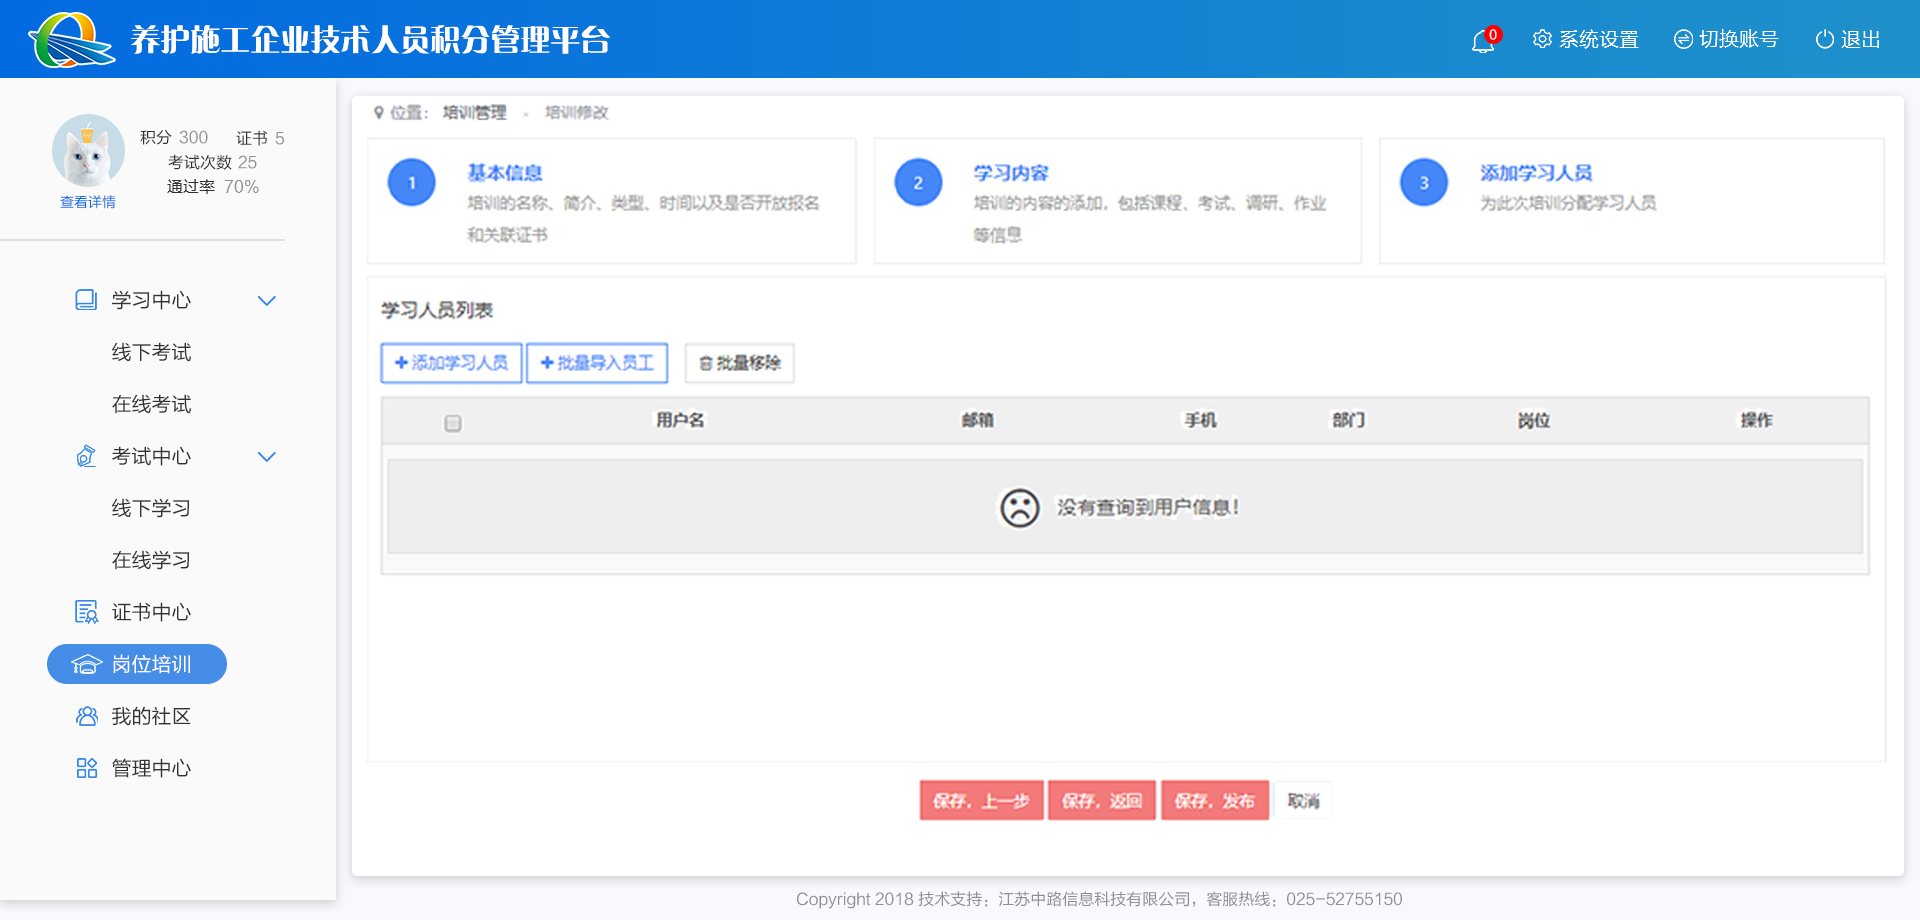 养护施工企业技术人员积分管理平台
0
系统设置
切换账号
退出
积分 300 证书 5
考试次数 25
通过率 70%
查看详情
学习中心
线下考试
在线考试
考试中心
线下学习
在线学习
证书中心
岗位培训
我的社区
管理中心
位置： 培训管理 - 培训修改
1
基本信息
培训的名称、简介、类型、时间以及是否开放报名
和关联证书
2
学习内容
培训的内容的添加，包括课程、考试、调研、作业
等信息
3
添加学习人员
为此次培训分配学习人员
学习人员列表
添加学习人员 批量导入员工 批量移除
用户名 邮箱 手机 部门 岗位 操作
没有查询到用户信息！
保存，上一步 保存，返回 保存，发布 取消
Copyright 2018 技术支持：江苏中路信息科技有限公司，客服热线：025-52755150